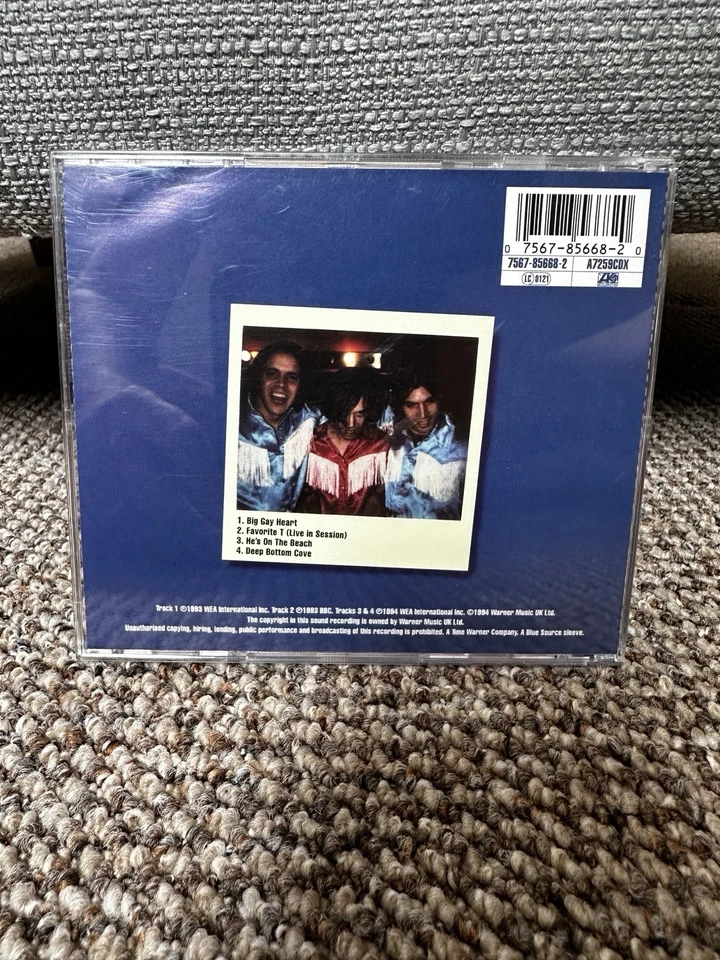 0 7567-85668-2 0
7567-85668-2 A7259CDX
LC 0121
1. Big Gay Heart
2. Favorite T (Live in Session)
3. He's On The Beach
4. Deep Bottom Cove
Track 1 ℗1993 WEA International Inc. Track 2 ℗1993 BBC. Tracks 3 & 4 ℗1994 WEA International Inc. ©1994 Warner Music UK Ltd.
The copyright in this sound recording is owned by Warner Music UK Ltd.
Unauthorised copying, hiring, lending, public performance and broadcasting of this recording is prohibited. A Time Warner Company. A Blue Source sleeve.